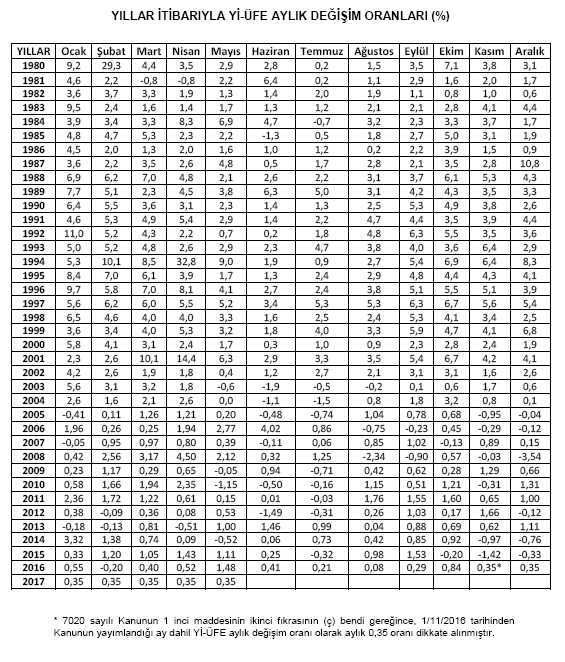 YILLAR İTİBARIYLA Yİ-ÜFE AYLIK DEĞİŞİM ORANLARI (%)
YILLAR Ocak Şubat Mart Nisan Mayıs Haziran Temmuz Ağustos Eylül Ekim Kasım Aralık
1980 9,2 29,3 4,4 3,5 2,9 2,8 0,2 1,5 3,5 7,1 3,8 3,1
1981 4,6 2,2 -0,8 -0,8 2,2 6,4 0,2 1,1 2,9 1,6 2,0 1,7
1982 3,6 3,7 3,3 1,9 1,3 1,4 2,0 1,9 1,1 0,8 1,0 0,6
1983 9,5 2,4 1,6 1,4 1,7 1,3 1,2 2,1 2,1 2,8 4,1 4,4
1984 3,9 3,4 3,3 8,3 6,9 4,7 -0,7 3,2 2,3 3,3 3,7 1,7
1985 4,8 4,7 5,3 2,3 2,2 -1,3 0,5 1,8 2,7 5,0 3,1 1,9
1986 4,5 2,0 1,3 2,0 1,6 1,0 1,2 0,2 2,2 3,9 1,5 0,9
1987 3,6 2,2 3,5 2,6 4,8 0,5 1,7 2,8 2,1 3,5 2,8 10,8
1988 6,9 6,2 7,0 4,8 2,1 2,6 2,2 3,1 3,7 6,1 5,3 4,3
1989 7,7 5,1 2,3 4,5 3,8 6,3 5,0 3,1 4,2 4,3 3,5 3,3
1990 6,4 5,5 3,6 3,1 2,3 1,4 1,3 2,5 5,3 4,9 3,8 2,6
1991 4,6 5,3 4,9 5,4 2,9 1,4 2,2 4,7 4,4 3,5 3,9 4,4
1992 11,0 5,2 4,3 2,2 0,7 0,2 1,8 4,8 6,3 5,5 3,5 3,6
1993 5,0 5,2 4,8 2,6 2,9 2,3 4,7 3,8 4,0 3,6 6,4 2,9
1994 5,3 10,1 8,5 32,8 9,0 1,9 0,9 2,7 5,4 6,9 6,4 8,3
1995 8,4 7,0 6,1 3,9 1,7 1,3 2,4 2,9 4,8 4,4 4,3 4,1
1996 9,7 5,8 7,0 8,1 4,1 2,7 2,4 3,8 5,1 5,5 5,1 3,9
1997 5,6 6,2 6,0 5,5 5,2 3,4 5,3 5,3 6,3 6,7 5,6 5,4
1998 6,5 4,6 4,0 4,0 3,3 1,6 2,5 2,4 5,3 4,1 3,4 2,5
1999 3,6 3,4 4,0 5,3 3,2 1,8 4,0 3,3 5,9 4,7 4,1 6,8
2000 5,8 4,1 3,1 2,4 1,7 0,3 1,0 0,9 2,3 2,8 2,4 1,9
2001 2,3 2,6 10,1 14,4 6,3 2,9 3,3 3,5 5,4 6,7 4,2 4,1
2002 4,2 2,6 1,9 1,8 0,4 1,2 2,7 2,1 3,1 3,1 1,6 2,6
2003 5,6 3,1 3,2 1,8 -0,6 -1,9 -0,5 -0,2 0,1 0,6 1,7 0,6
2004 2,6 1,6 2,1 2,6 0,0 -1,1 -1,5 0,8 1,8 3,2 0,8 0,1
2005 -0,41 0,11 1,26 1,21 0,20 -0,48 -0,74 1,04 0,78 0,68 -0,95 -0,04
2006 1,96 0,26 0,25 1,94 2,77 4,02 0,86 -0,75 -0,23 0,45 -0,29 -0,12
2007 -0,05 0,95 0,97 0,80 0,39 -0,11 0,06 0,85 1,02 -0,13 0,89 0,15
2008 0,42 2,56 3,17 4,50 2,12 0,32 1,25 -2,34 -0,90 0,57 -0,03 -3,54
2009 0,23 1,17 0,29 0,65 -0,05 0,94 -0,71 0,42 0,62 0,28 1,29 0,66
2010 0,58 1,66 1,94 2,35 -1,15 -0,50 -0,16 1,15 0,51 1,21 -0,31 1,31
2011 2,36 1,72 1,22 0,61 0,15 0,01 -0,03 1,76 1,55 1,60 0,65 1,00
2012 0,38 -0,09 0,36 0,08 0,53 -1,49 -0,31 0,26 1,03 0,17 1,66 -0,12
2013 -0,18 -0,13 0,81 -0,51 1,00 1,46 0,99 0,04 0,88 0,69 0,62 1,11
2014 3,32 1,38 0,74 0,09 -0,52 0,06 0,73 0,42 0,85 0,92 -0,97 -0,76
2015 0,33 1,20 1,05 1,43 1,11 0,25 -0,32 0,98 1,53 -0,20 -1,42 -0,33
2016 0,55 -0,20 0,40 0,52 1,48 0,41 0,21 0,08 0,29 0,84 0,35* 0,35
2017 0,35 0,35 0,35 0,35 0,35
* 7020 sayılı Kanunun 1 inci maddesinin ikinci fıkrasının (ç) bendi gereğince, 1/11/2016 tarihinden
Kanunun yayımlandığı ay dahil Yİ-ÜFE aylık değişim oranı olarak aylık 0,35 oranı dikkate alınmıştır.